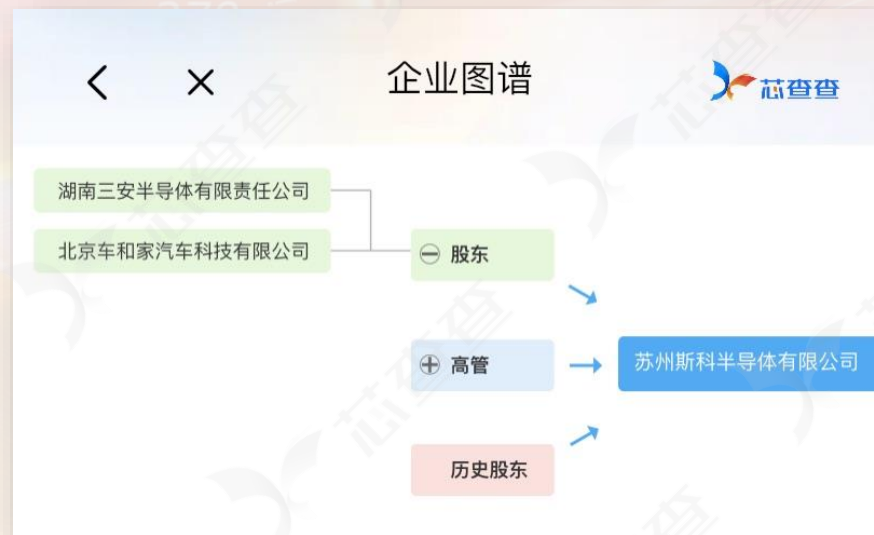 企业图谱
芯查查
湖南三安半导体有限责任公司
北京车和家汽车科技有限公司
股东
高管
苏州斯科半导体有限公司
历史股东